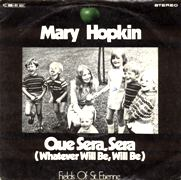 STEREO
Mary Hopkin
Que Sera, Sera
(Whatever Will Be, Will Be)
Fields Of St. Etienne